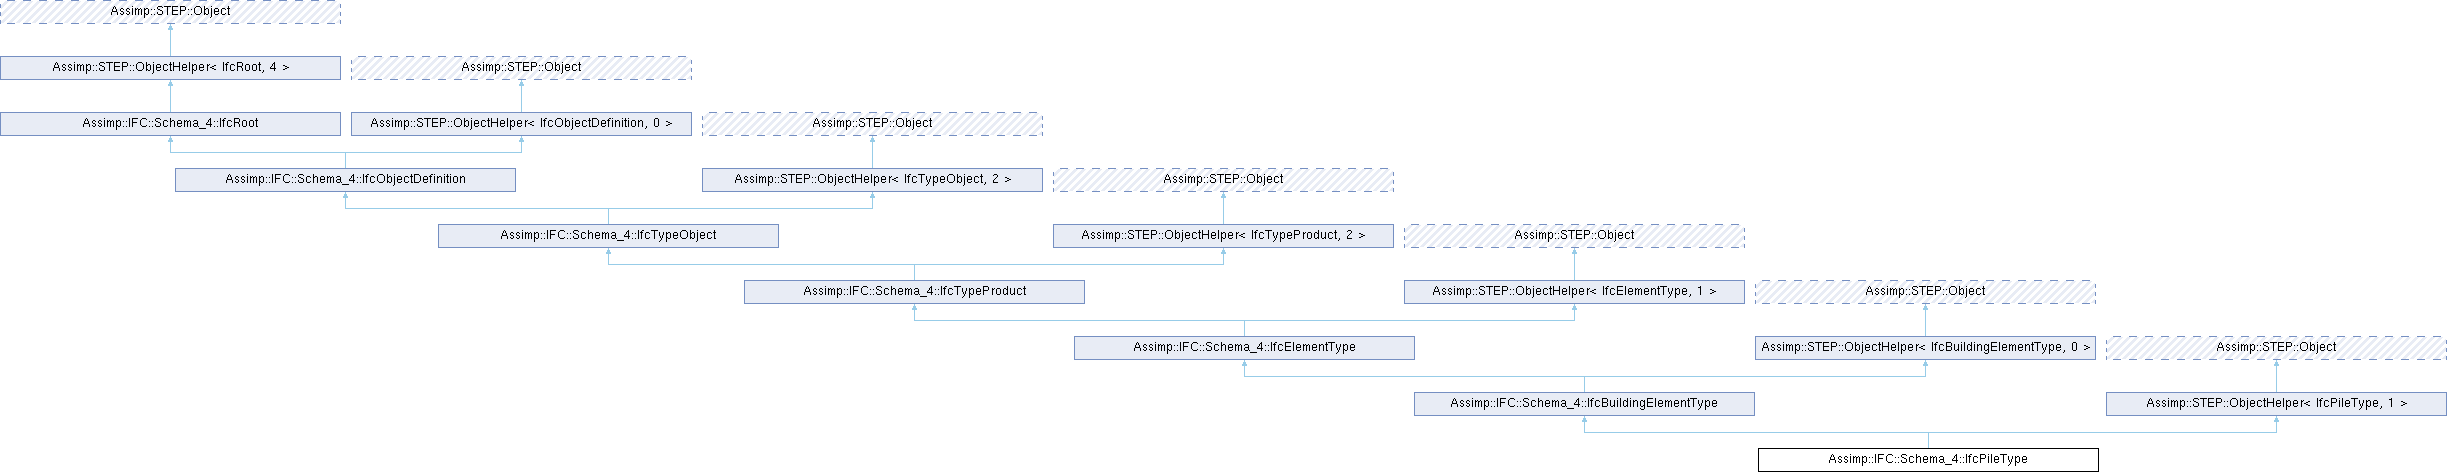 Assimp::STEP::Object
Assimp::STEP::ObjectHelper< IfcRoot, 4 >
Assimp::STEP::Object
Assimp::IFC::Schema_4::IfcRoot
Assimp::STEP::ObjectHelper< IfcObjectDefinition, 0 >
Assimp::STEP::Object
Assimp::IFC::Schema_4::IfcObjectDefinition
Assimp::STEP::ObjectHelper< IfcTypeObject, 2 >
Assimp::STEP::Object
Assimp::IFC::Schema_4::IfcTypeObject
Assimp::STEP::ObjectHelper< IfcTypeProduct, 2 >
Assimp::STEP::Object
Assimp::IFC::Schema_4::IfcTypeProduct
Assimp::STEP::ObjectHelper< IfcElementType, 1 >
Assimp::STEP::Object
Assimp::IFC::Schema_4::IfcElementType
Assimp::STEP::ObjectHelper< IfcBuildingElementType, 0 >
Assimp::STEP::Object
Assimp::IFC::Schema_4::IfcBuildingElementType
Assimp::STEP::ObjectHelper< IfcPileType, 1 >
Assimp::IFC::Schema_4::IfcPileType